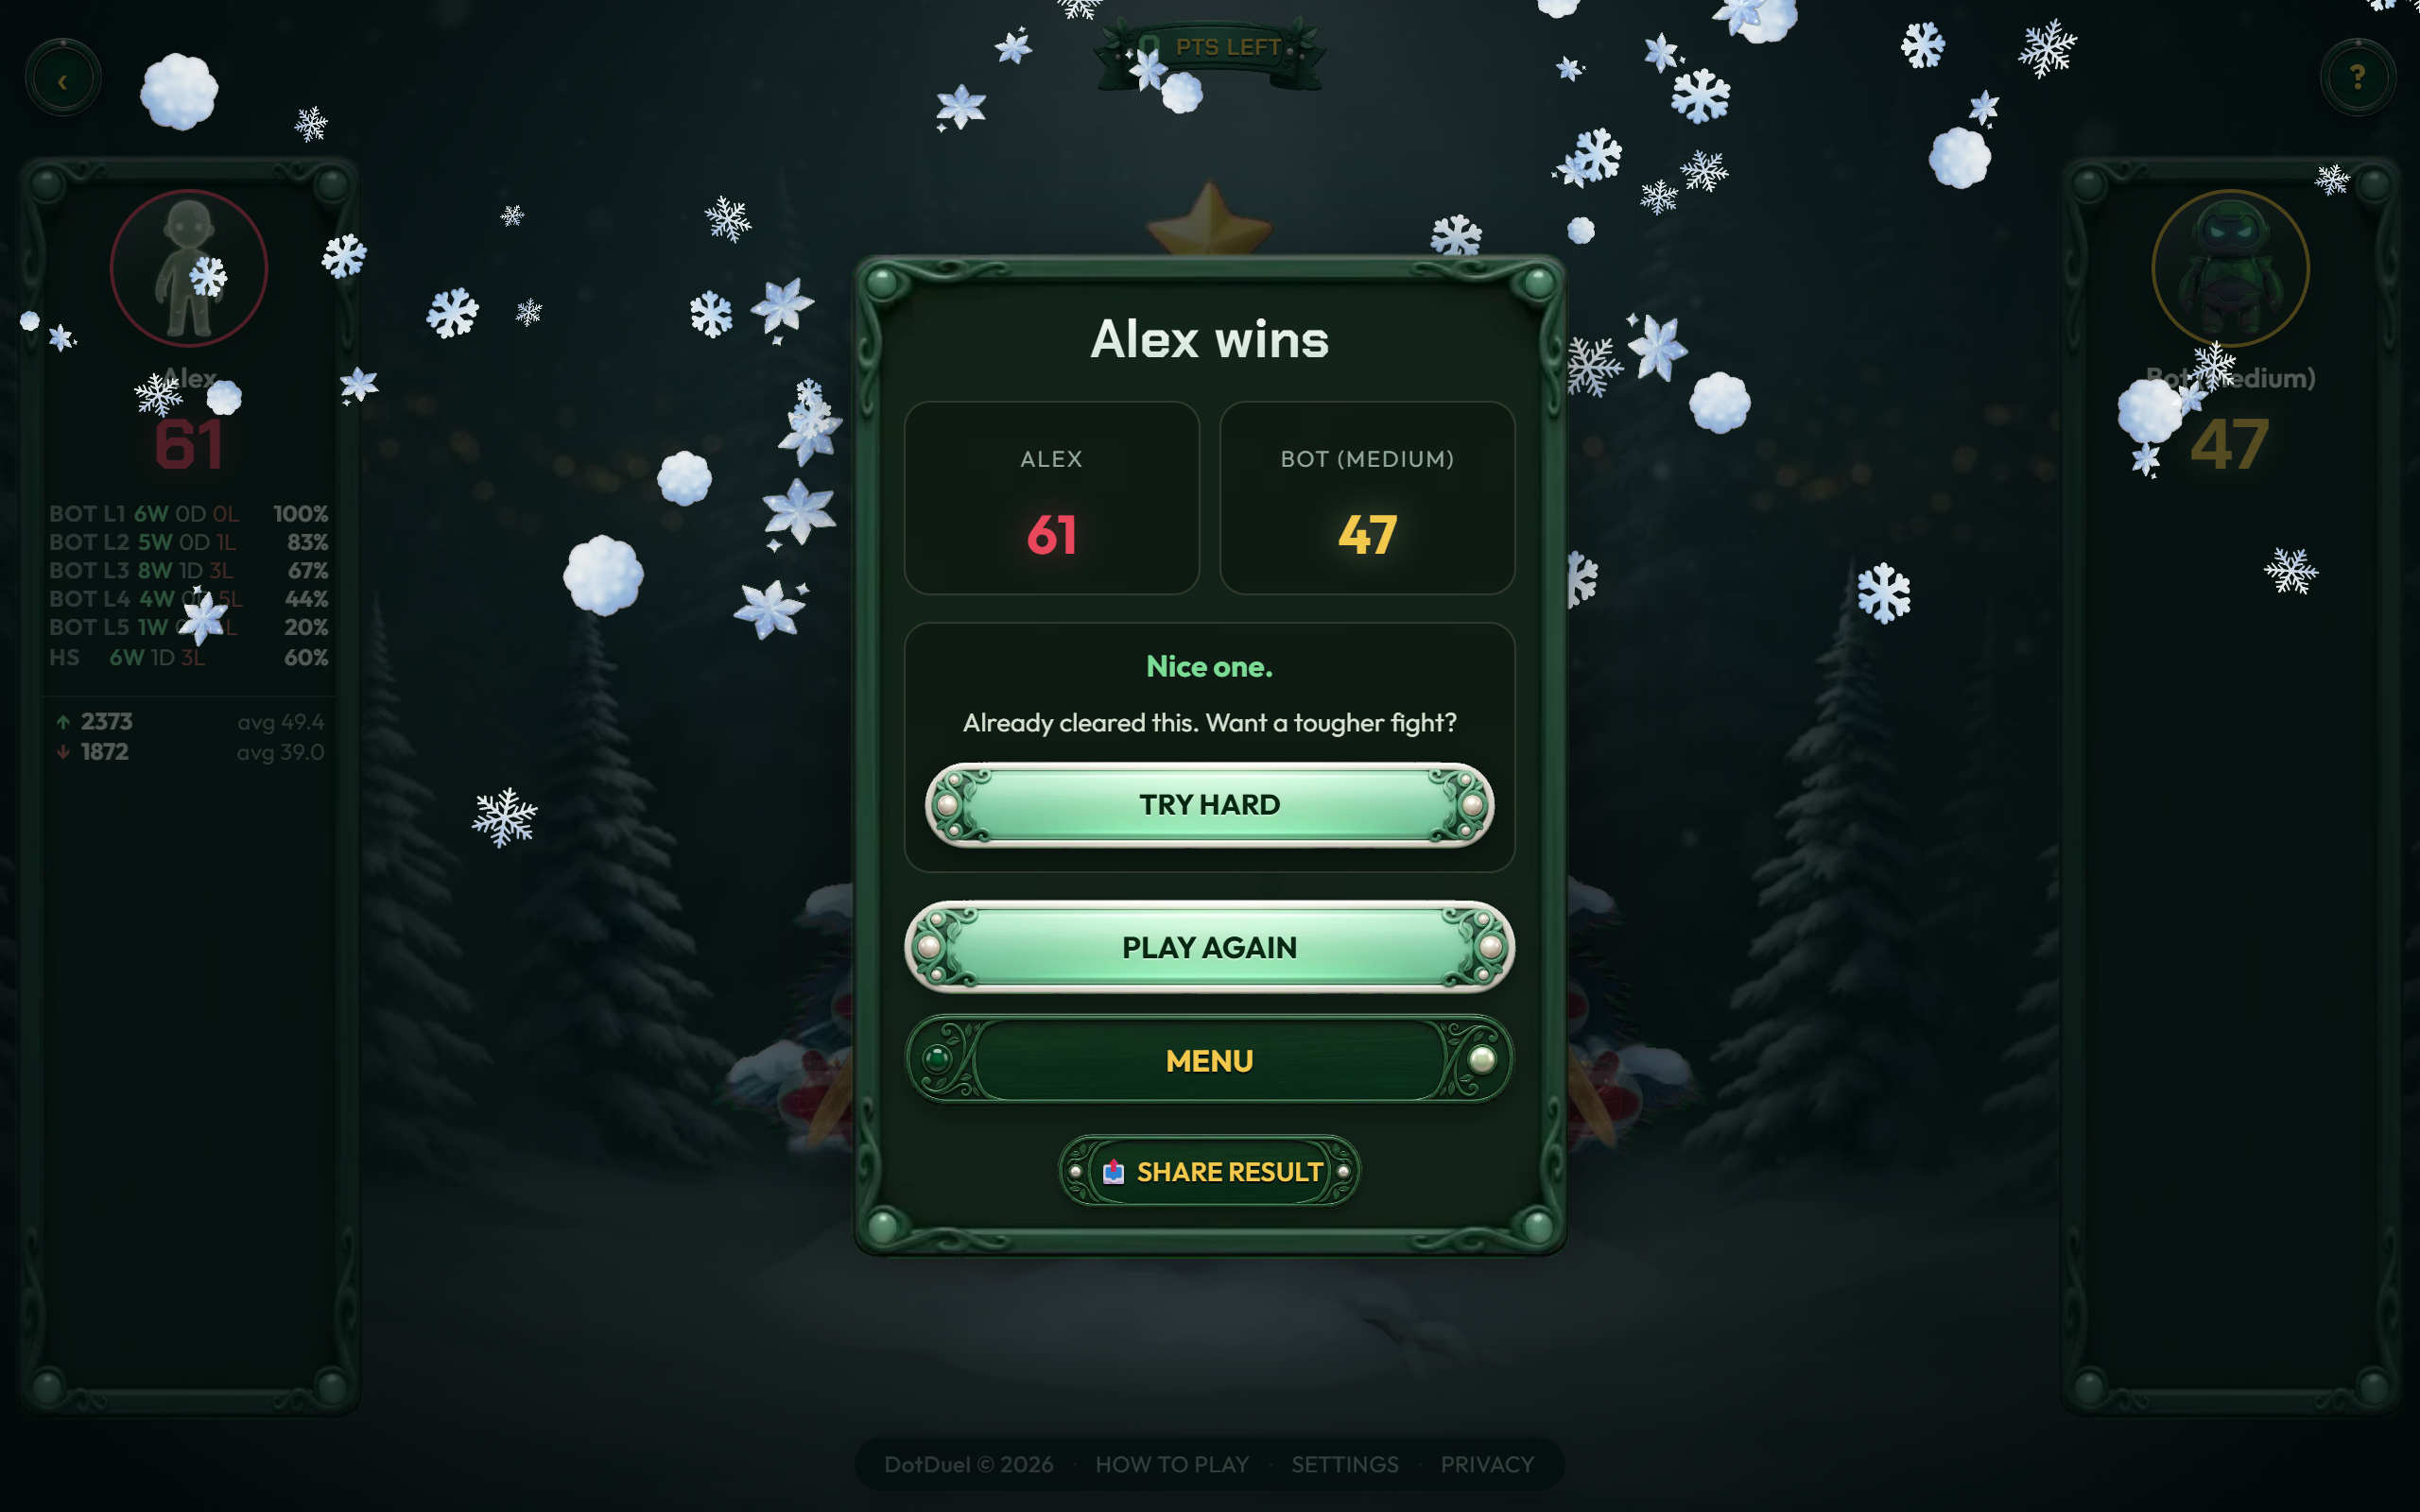 PTS LEFT
‹
?
Alex
61
BOT L1 6W 0D 0L 100%
BOT L2 5W 0D 1L 83%
BOT L3 8W 1D 3L 67%
BOT L4 4W 5L 44%
BOT L5 1W 20%
HS 6W 1D 3L 60%
↑ 2373 avg 49.4
↓ 1872 avg 39.0
Alex wins
ALEX
61
BOT (MEDIUM)
47
Nice one.
Already cleared this. Want a tougher fight?
TRY HARD
PLAY AGAIN
MENU
SHARE RESULT
47
DotDuel © 2026 · HOW TO PLAY · SETTINGS · PRIVACY